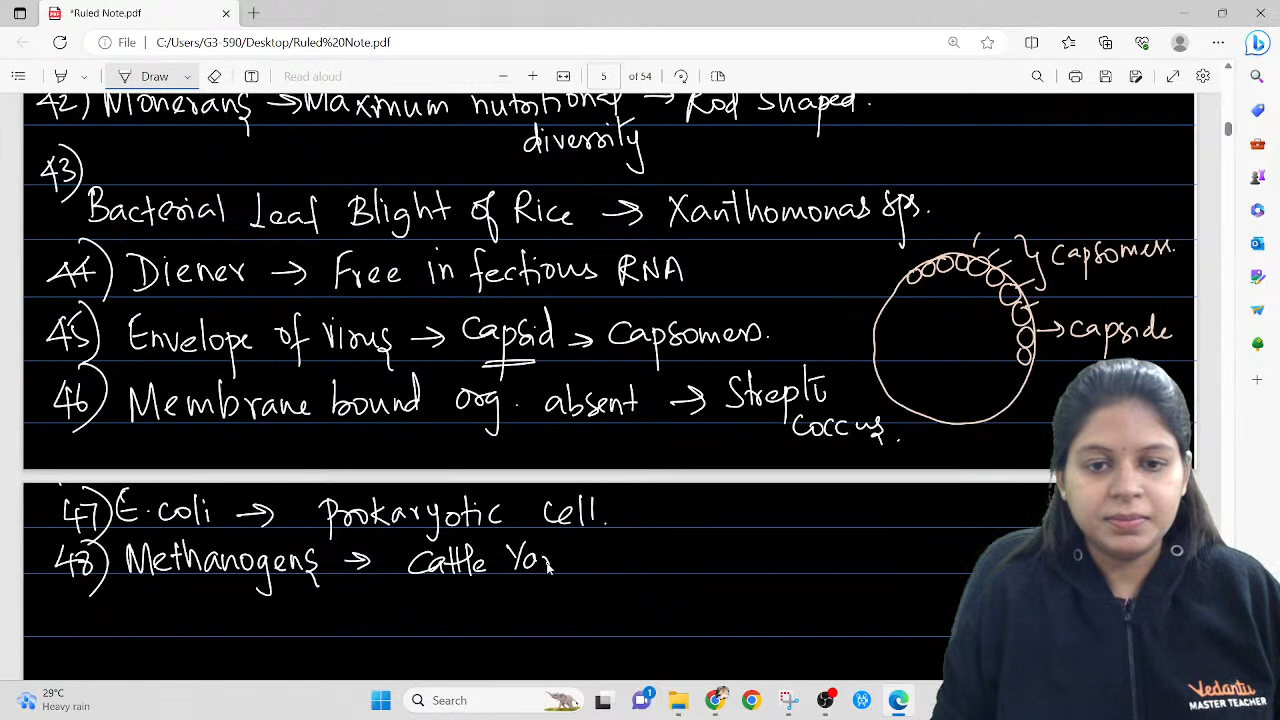 *Ruled Note.pdf
File
C:/Users/G3-590/Desktop/Ruled%20Note.pdf
Draw
Read aloud
5 of 54
42) Monerans → Maximum nutritional → Rod shaped.
diversity
43)
Bacterial Leaf Blight of Rice → Xanthomonas sps.
44) Diener → Free infectious RNA
capsomers.
45) Envelope of virus → capsid → capsomers.
→ capside
46) Membrane bound org. absent → Strepto
coccus.
47) E.coli → prokaryotic cell.
48) Methanogens → cattle
29°C
Heavy rain
Search
1
Vedantu
MASTER TEACHER